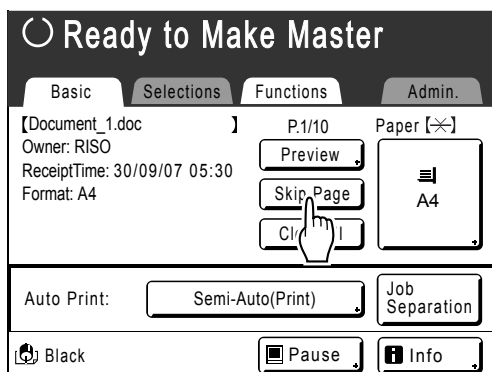 Ready to Make Master
Basic Selections Functions Admin.
【Document_1.doc 】 P.1/10 Paper【】
Owner: RISO Preview
ReceiptTime: 30/09/07 05:30
Format: A4 Skip Page A4
Auto Print: Semi-Auto(Print) Job Separation
Black Pause i Info